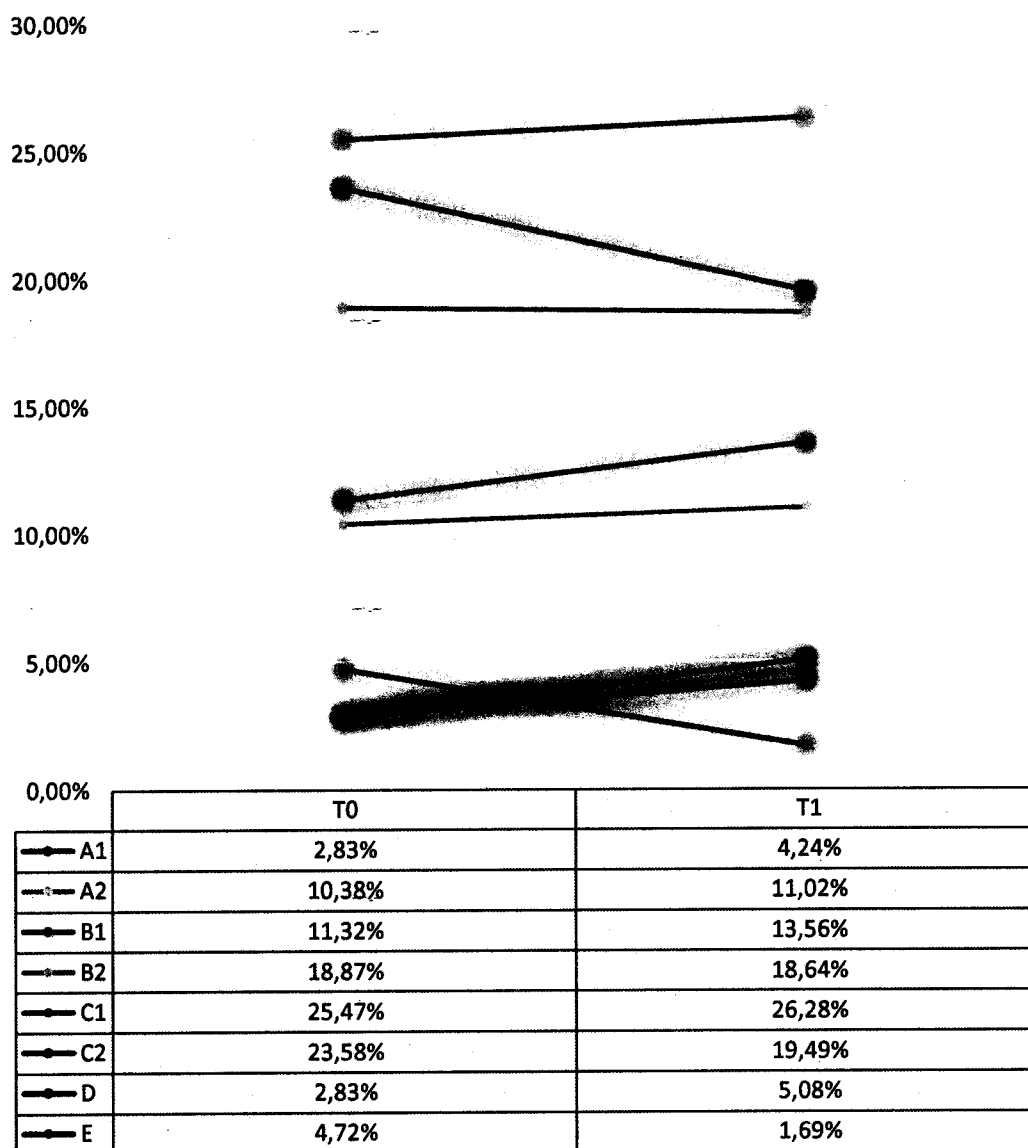 30,00%
25,00%
20,00%
15,00%
10,00%
5,00%
0,00%
T0 T1
A1 2,83% 4,24%
A2 10,38% 11,02%
B1 11,32% 13,56%
B2 18,87% 18,64%
C1 25,47% 26,28%
C2 23,58% 19,49%
D 2,83% 5,08%
E 4,72% 1,69%